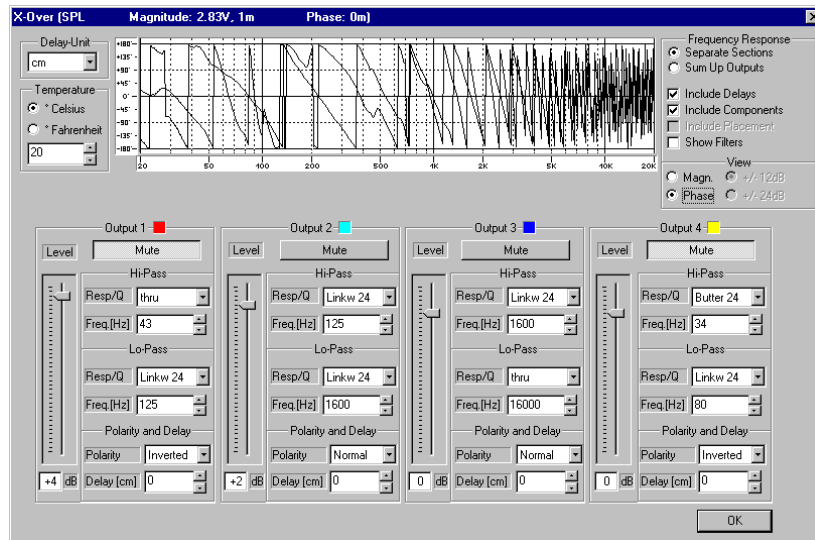 X-Over (SPL Magnitude: 2.83V, 1m Phase: 0m)
Delay-Unit
cm
Temperature
° Celsius
° Fahrenheit
20
+180°
+135°
+90°
+45°
0°
-45°
-90°
-135°
-180°
20 50 100 200 500 1K 2K 5K 10K 20K
Frequency Response
Separate Sections
Sum Up Outputs
Include Delays
Include Components
Include Placement
Show Filters
View
Magn. +/- 12dB
Phase +/- 24dB
Output 1
Level Mute
Hi-Pass
Resp/Q thru
Freq.[Hz] 43
Lo-Pass
Resp/Q Linkw 24
Freq.[Hz] 125
Polarity and Delay
Polarity Inverted
+4 dB Delay [cm] 0
Output 2
Level Mute
Hi-Pass
Resp/Q Linkw 24
Freq.[Hz] 125
Lo-Pass
Resp/Q Linkw 24
Freq.[Hz] 1600
Polarity and Delay
Polarity Normal
+2 dB Delay [cm] 0
Output 3
Level Mute
Hi-Pass
Resp/Q Linkw 24
Freq.[Hz] 1600
Lo-Pass
Resp/Q thru
Freq.[Hz] 16000
Polarity and Delay
Polarity Normal
0 dB Delay [cm] 0
Output 4
Level Mute
Hi-Pass
Resp/Q Butter 24
Freq.[Hz] 34
Lo-Pass
Resp/Q Linkw 24
Freq.[Hz] 80
Polarity and Delay
Polarity Inverted
0 dB Delay [cm] 0
OK